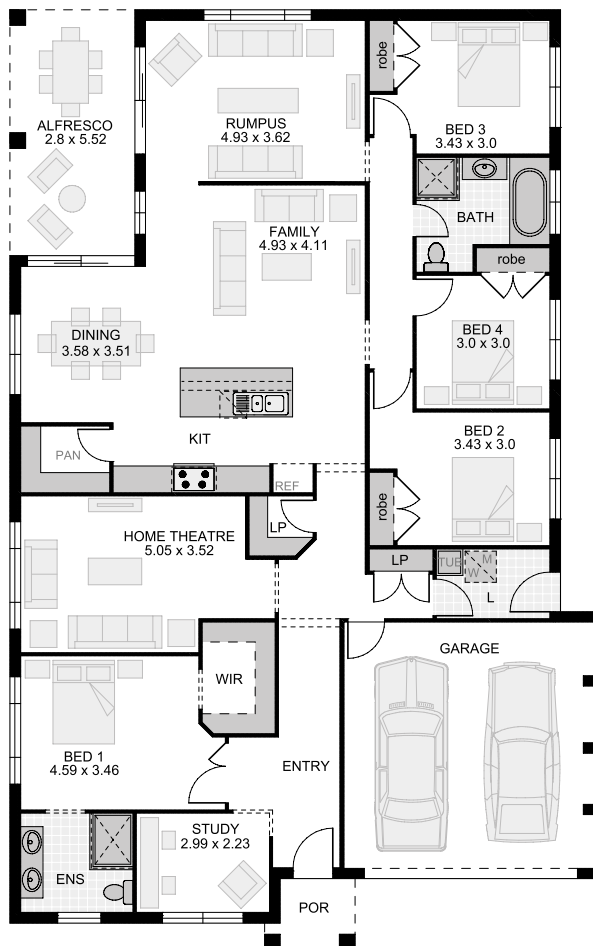 robe
ALFRESCO
2.8 x 5.52
RUMPUS
4.93 x 3.62
BED 3
3.43 x 3.0
BATH
FAMILY
4.93 x 4.11
robe
DINING
3.58 x 3.51
BED 4
3.0 x 3.0
KIT
PAN
BED 2
3.43 x 3.0
REF
robe
LP
HOME THEATRE
5.05 x 3.52
LP
TUB
M
W
L
GARAGE
WIR
BED 1
4.59 x 3.46
ENTRY
STUDY
2.99 x 2.23
ENS
POR